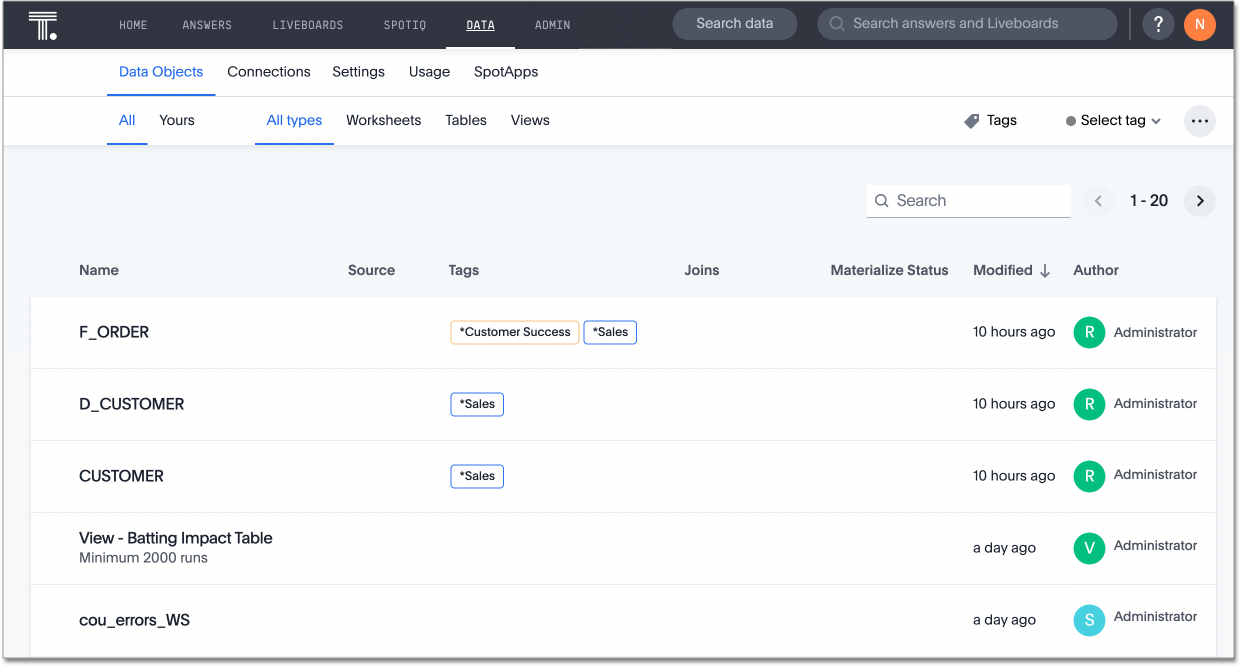 T.
HOME ANSWERS LIVEBOARDS SPOTIQ DATA ADMIN Search data Search answers and Liveboards ? N
Data Objects Connections Settings Usage SpotApps
All Yours All types Worksheets Tables Views Tags Select tag ...
Search 1 - 20
Name Source Tags Joins Materialize Status Modified Author
F_ORDER *Customer Success *Sales 10 hours ago R Administrator
D_CUSTOMER *Sales 10 hours ago R Administrator
CUSTOMER *Sales 10 hours ago R Administrator
View - Batting Impact Table
Minimum 2000 runs
a day ago V Administrator
cou_errors_WS a day ago S Administrator